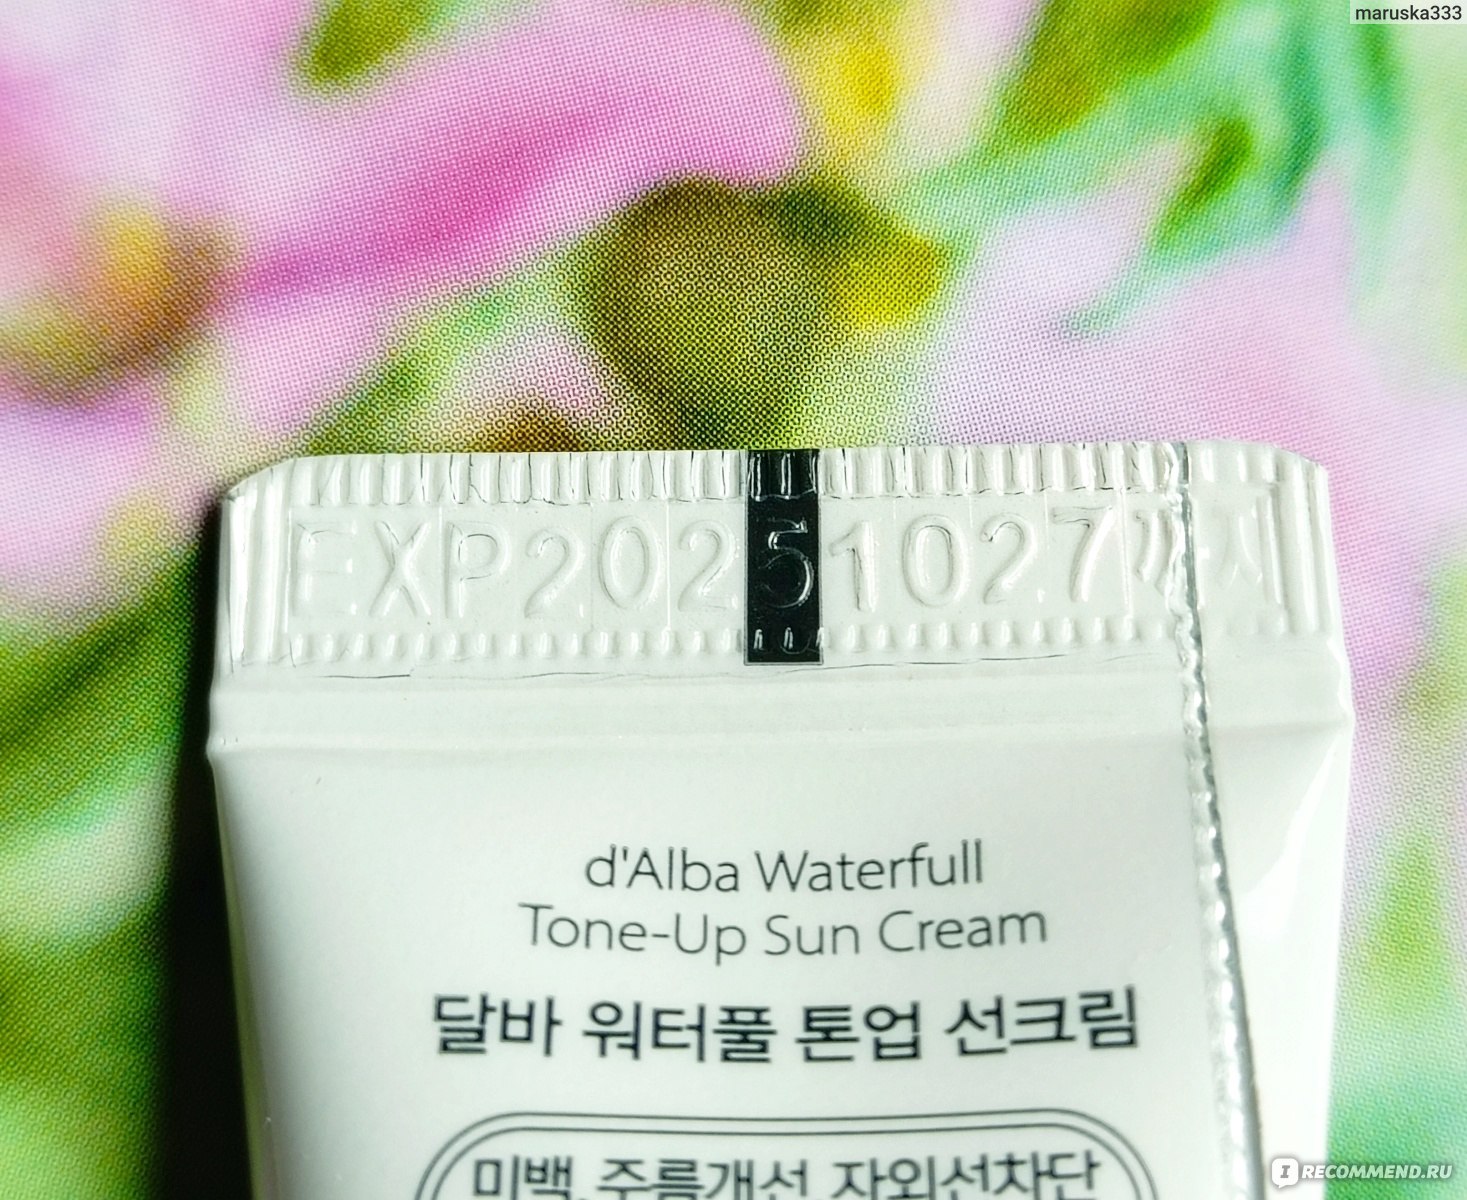 maruska333
EXP20251027까지
d'Alba Waterfull
Tone-Up Sun Cream
달바 워터풀 톤업 선크림
미백, 주름개선, 자외선차단
IRECOMMEND.RU